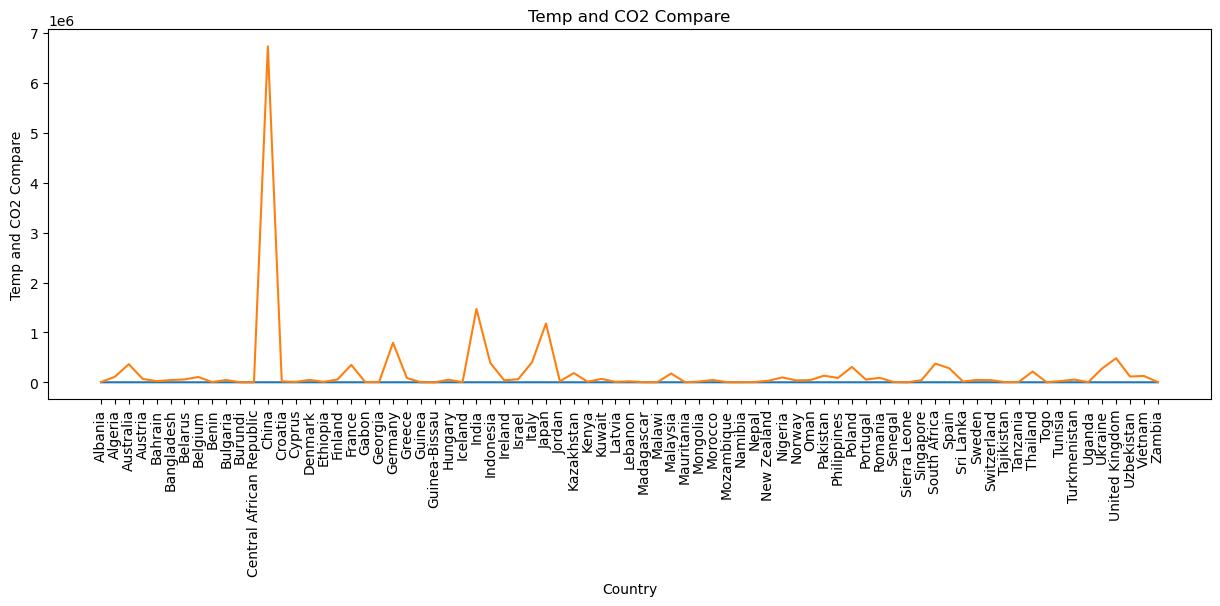 Temp and CO2 Compare
1e6
7
6
5
4
3
2
1
0
Temp and CO2 Compare
Albania
Algeria
Australia
Austria
Bahrain
Bangladesh
Belarus
Belgium
Benin
Bulgaria
Burundi
Central African Republic
China
Croatia
Cyprus
Denmark
Ethiopia
Finland
France
Gabon
Georgia
Germany
Greece
Guinea
Guinea-Bissau
Hungary
Iceland
India
Indonesia
Ireland
Israel
Italy
Japan
Jordan
Kazakhstan
Kenya
Kuwait
Latvia
Lebanon
Madagascar
Malawi
Malaysia
Mauritania
Mongolia
Morocco
Mozambique
Namibia
Nepal
New Zealand
Nigeria
Norway
Oman
Pakistan
Philippines
Poland
Portugal
Romania
Senegal
Sierra Leone
Singapore
South Africa
Spain
Sri Lanka
Sweden
Switzerland
Tajikistan
Tanzania
Thailand
Togo
Tunisia
Turkmenistan
Uganda
Ukraine
United Kingdom
Uzbekistan
Vietnam
Zambia
Country